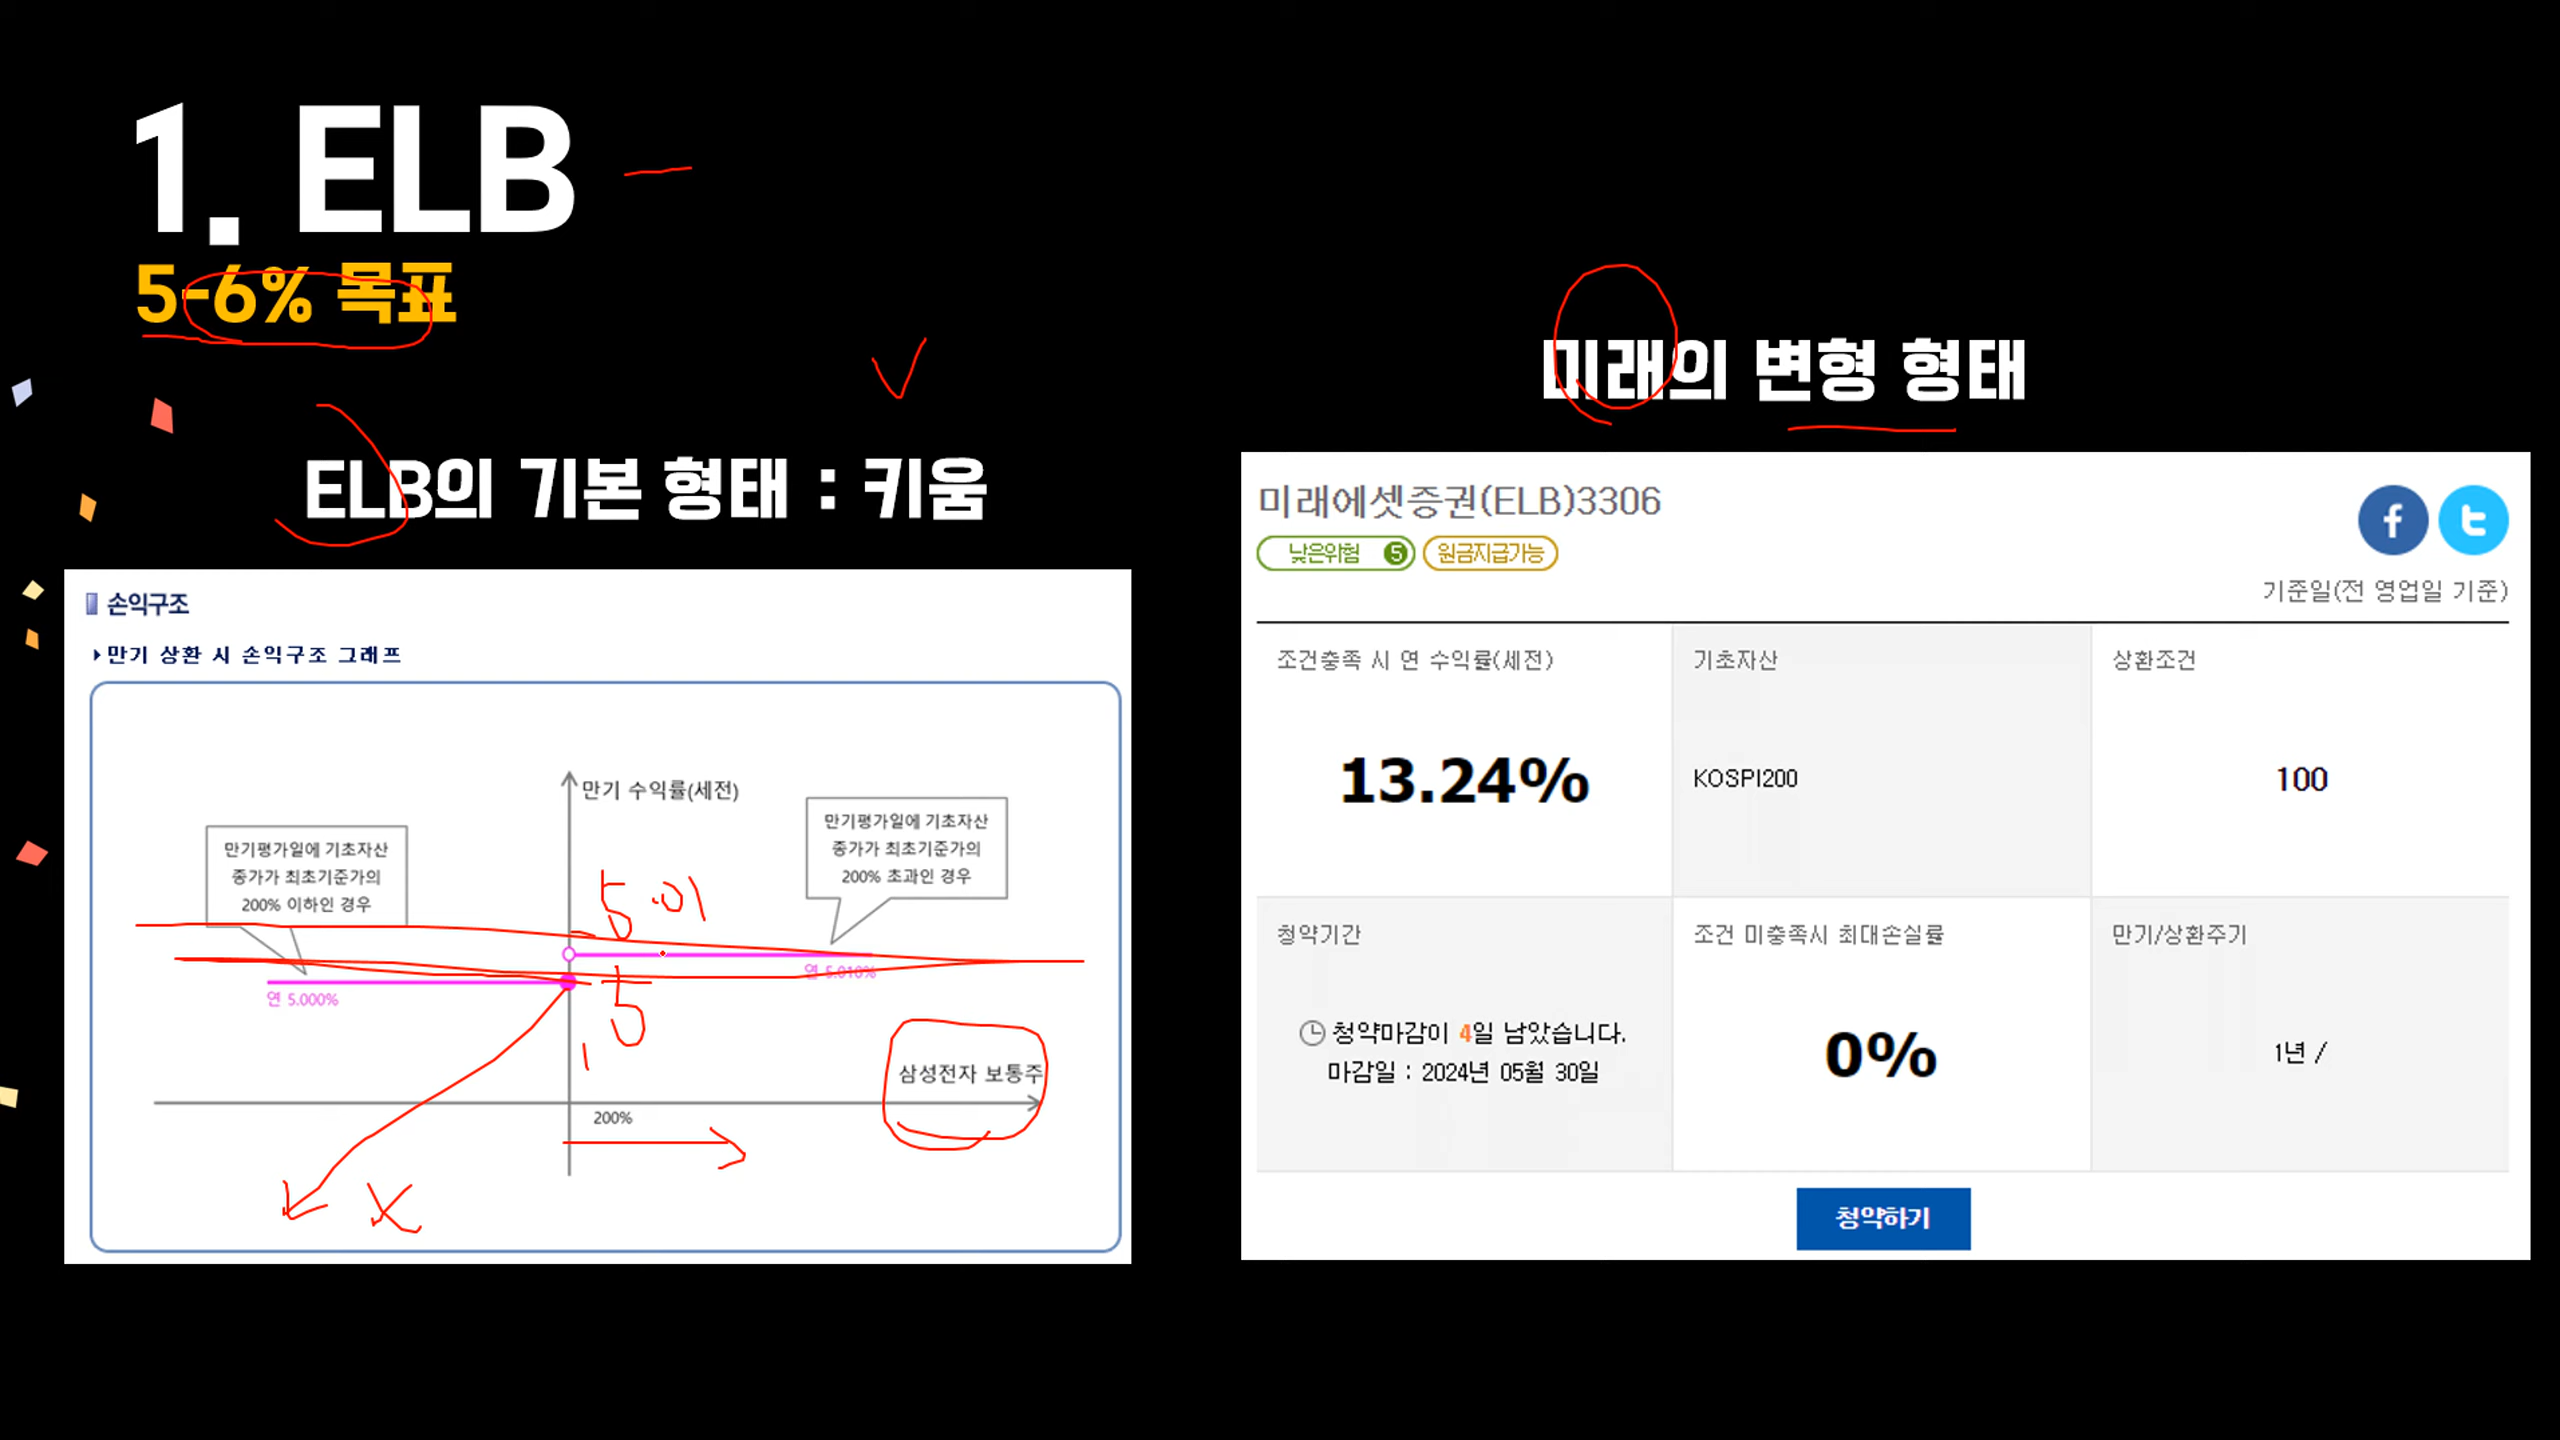 1. ELB
5-6% 목표
ELB의 기본 형태 : 키움
손익구조
만기 상환 시 손익구조 그래프
만기 수익률(세전)
만기평가일에 기초자산
종가가 최초기준가의
200% 이하인 경우
만기평가일에 기초자산
종가가 최초기준가의
200% 초과인 경우
5.01
연 5.010%
연 5.000%
5
삼성전자 보통주
200%
X
미래의 변형 형태
미래에셋증권(ELB)3306
낮은위험 5 원금지급가능
기준일(전 영업일 기준)
조건충족 시 연 수익률(세전)
13.24%
기초자산
KOSPI200
상환조건
100
청약기간
청약마감이 4일 남았습니다.
마감일 : 2024년 05월 30일
조건 미충족시 최대손실률
0%
만기/상환주기
1년 /
청약하기